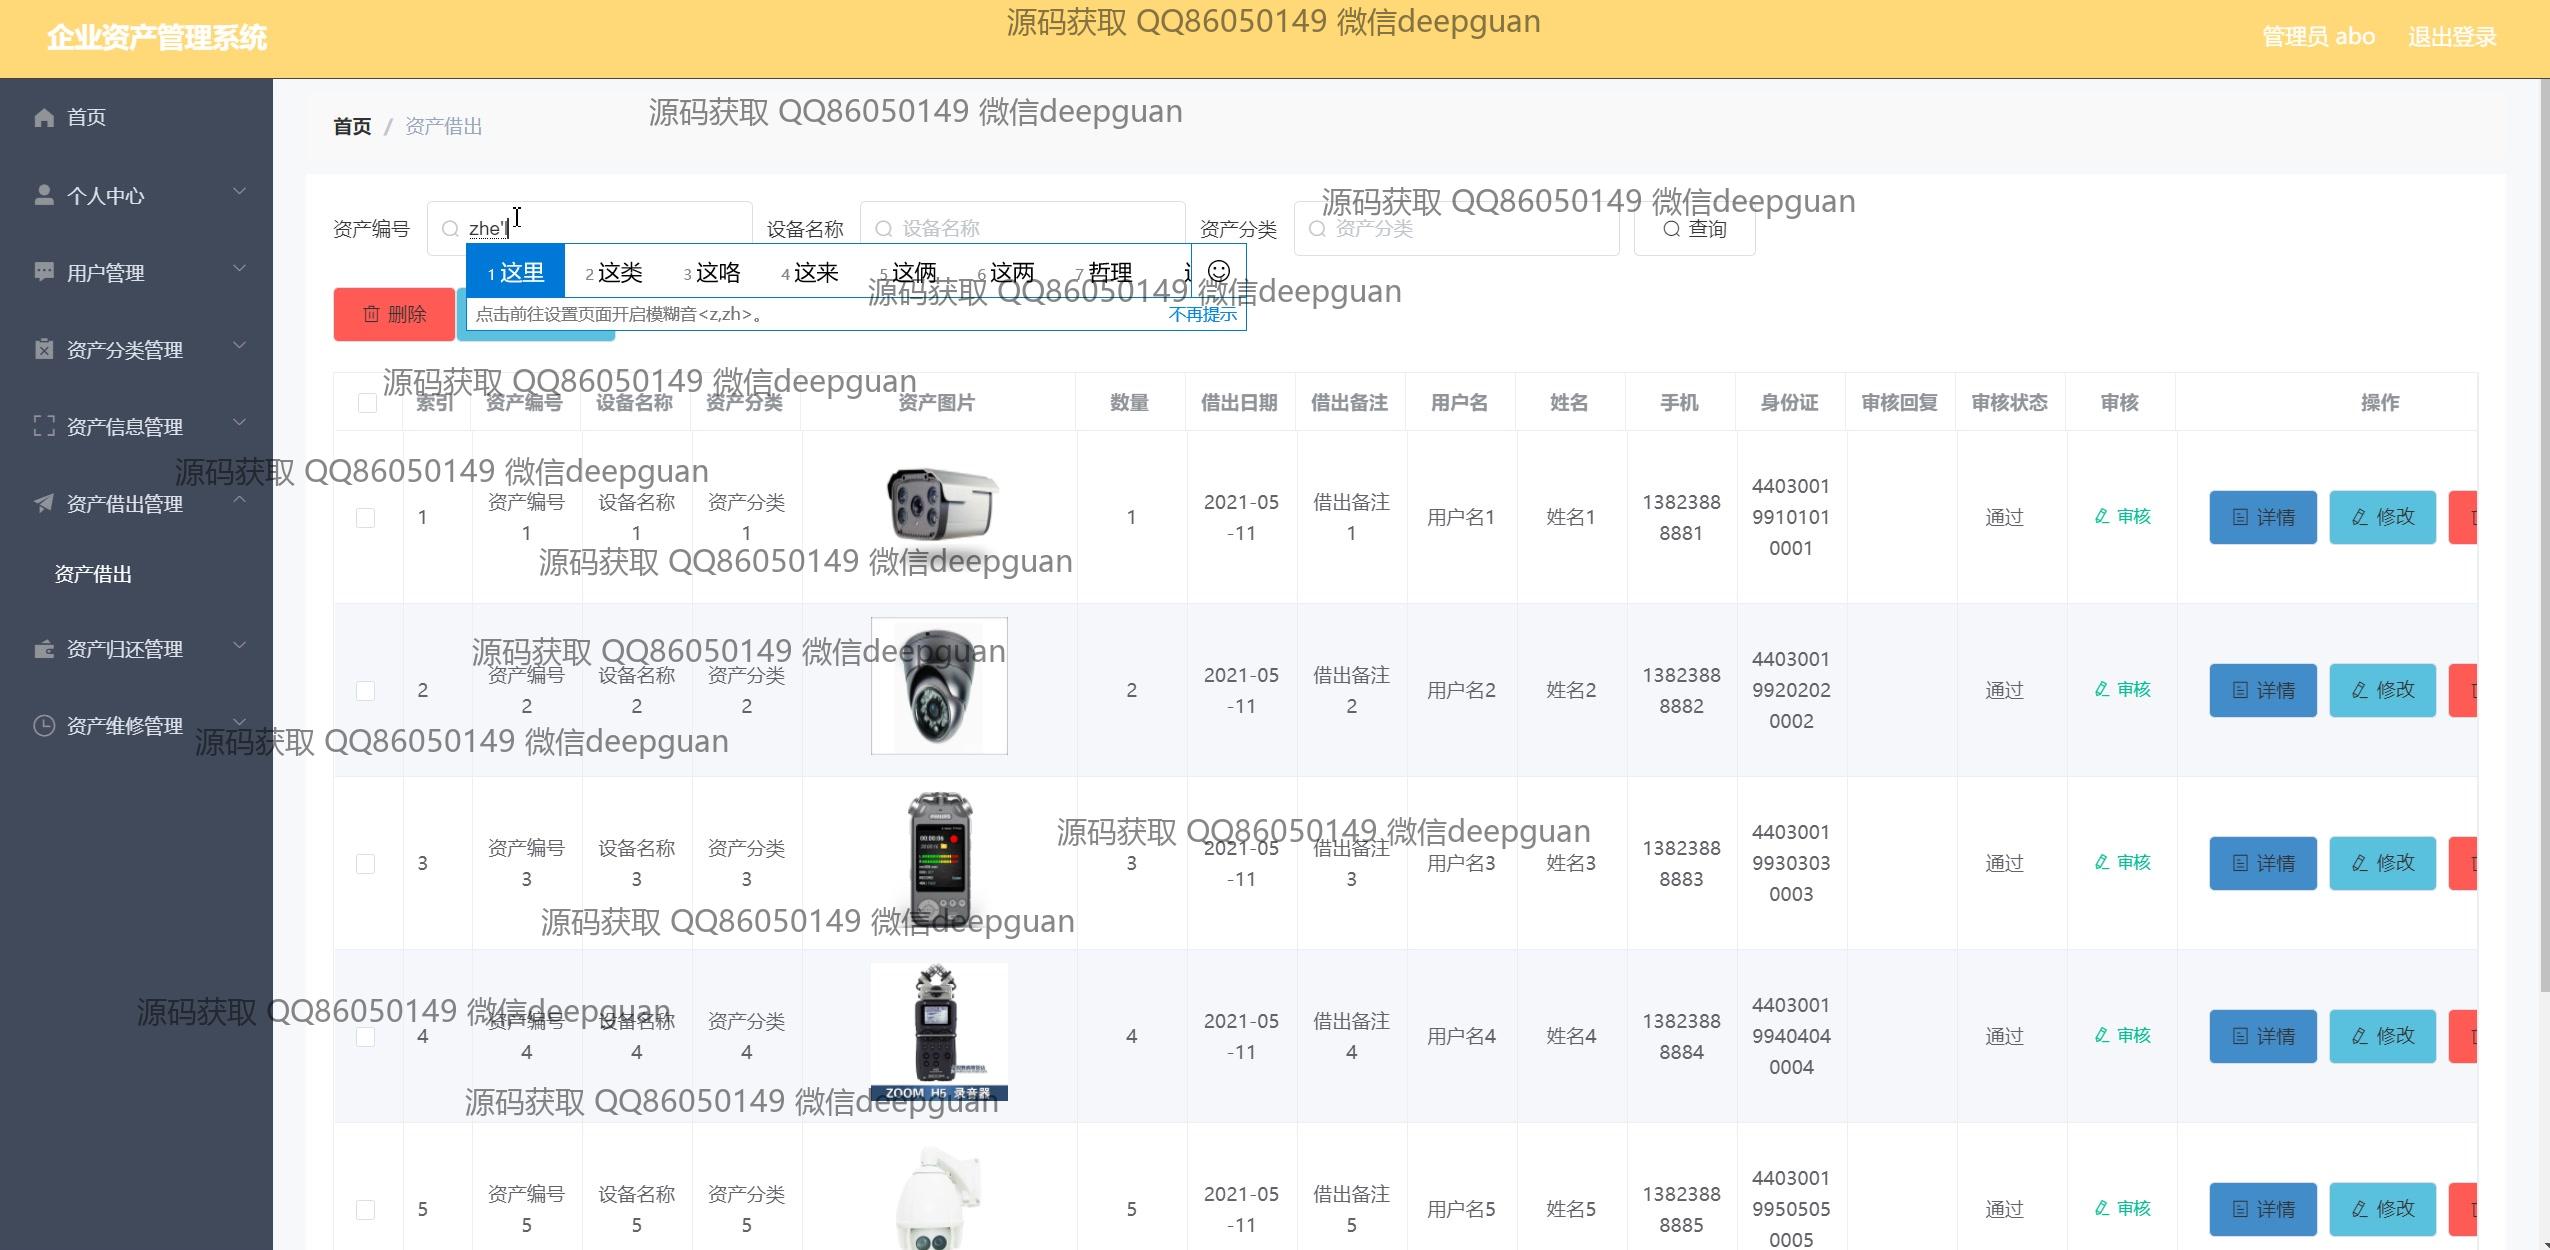 企业资产管理系统
源码获取 QQ86050149 微信deepguan
管理员 abo 退出登录
首页
个人中心
用户管理
资产分类管理
资产信息管理
资产借出管理
资产借出
资产归还管理
资产维修管理
首页 / 资产借出
源码获取 QQ86050149 微信deepguan
源码获取 QQ86050149 微信deepguan
资产编号 zhe'l 设备名称 设备名称 资产分类 资产分类 查询
1 这里 2 这类 3 这咯 4 这来 5 这俩 6 这两 7 哲理
源码获取 QQ86050149 微信deepguan
点击前往设置页面开启模糊音<z,zh>。 不再提示
删除
源码获取 QQ86050149 微信deepguan
索引 资产编号 设备名称 资产分类 资产图片 数量 借出日期 借出备注 用户名 姓名 手机 身份证 审核回复 审核状态 审核 操作
源码获取 QQ86050149 微信deepguan
1 资产编号1 设备名称1 资产分类1 1 2021-05-11 借出备注1 用户名1 姓名1 13823888881 440300199101010001 通过 审核 详情 修改
源码获取 QQ86050149 微信deepguan
源码获取 QQ86050149 微信deepguan
2 资产编号2 设备名称2 资产分类2 2 2021-05-11 借出备注2 用户名2 姓名2 13823888882 440300199202020002 通过 审核 详情 修改
源码获取 QQ86050149 微信deepguan
源码获取 QQ86050149 微信deepguan
3 资产编号3 设备名称3 资产分类3 3 2021-05-11 借出备注3 用户名3 姓名3 13823888883 440300199303030003 通过 审核 详情 修改
源码获取 QQ86050149 微信deepguan
源码获取 QQ86050149 微信deepguan
4 资产编号4 设备名称4 资产分类4 4 2021-05-11 借出备注4 用户名4 姓名4 13823888884 440300199404040004 通过 审核 详情 修改
ZOOM H5 录音器
源码获取 QQ86050149 微信deepguan
5 资产编号5 设备名称5 资产分类5 5 2021-05-11 借出备注5 用户名5 姓名5 13823888885 440300199505050005 通过 审核 详情 修改